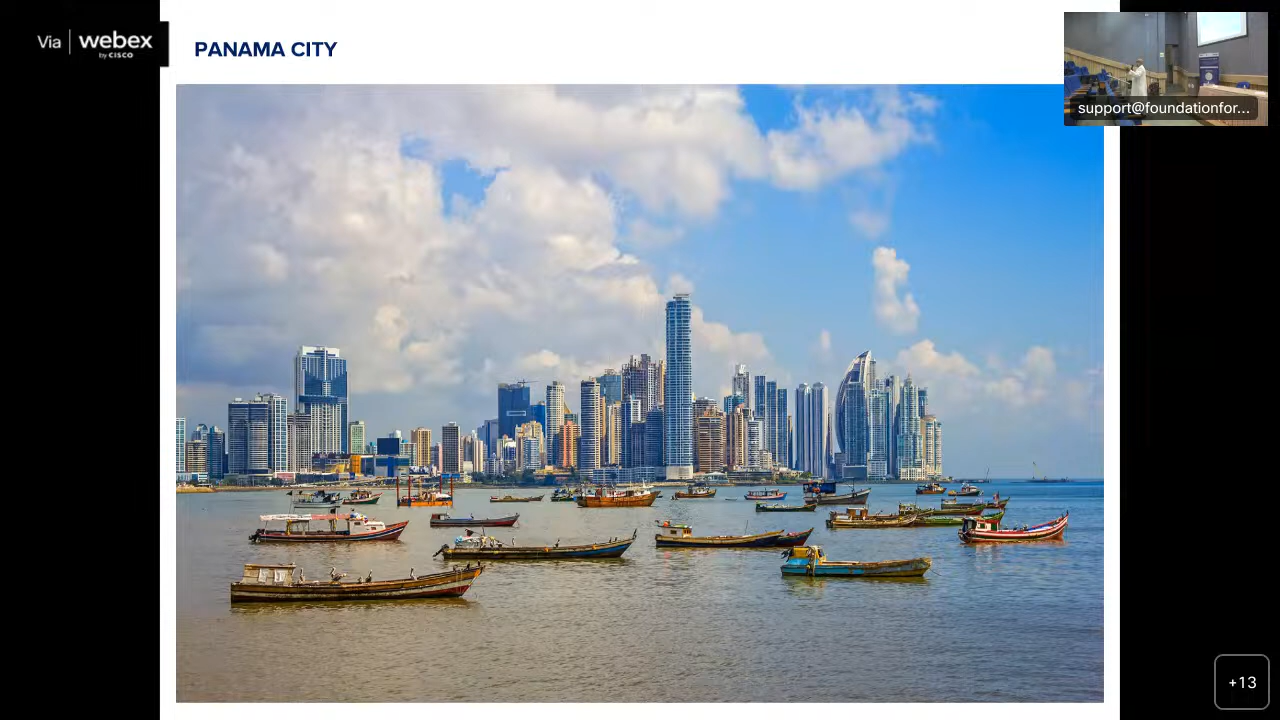 Via webex
by CISCO
PANAMA CITY
support@foundationfor...
+13